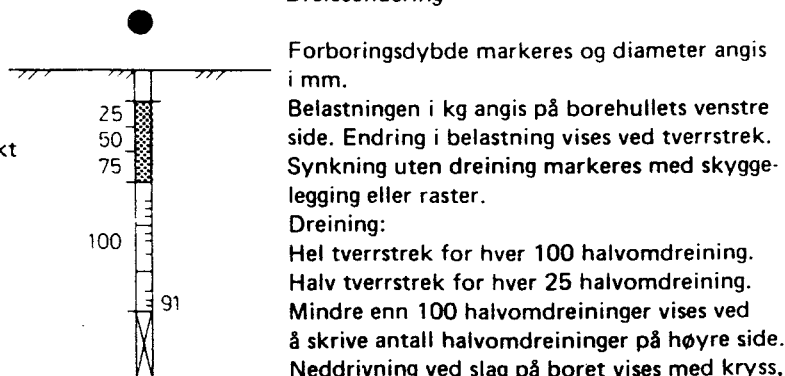 Forboringsdybde markeres og diameter angis
i mm.
Belastningen i kg angis på borehullets venstre
side. Endring i belastning vises ved tverrstrek.
Synkning uten dreining markeres med skygge-
legging eller raster.
Dreining:
Hel tverrstrek for hver 100 halvomdreining.
Halv tverrstrek for hver 25 halvomdreining.
Mindre enn 100 halvomdreininger vises ved
å skrive antall halvomdreininger på høyre side.
Neddrivning ved slag på boret vises med kryss,
25
50
kt
75
100
91